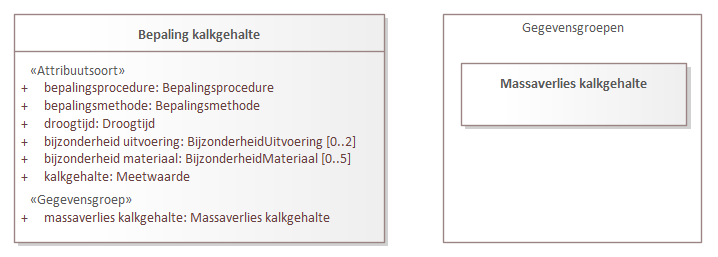 Bepaling kalkgehalte
«Attribuutsoort»
+ bepalingsprocedure: Bepalingsprocedure
+ bepalingsmethode: Bepalingsmethode
+ droogtijd: Droogtijd
+ bijzonderheid uitvoering: BijzonderheidUitvoering [0..2]
+ bijzonderheid materiaal: BijzonderheidMateriaal [0..5]
+ kalkgehalte: Meetwaarde
«Gegevensgroep»
+ massaverlies kalkgehalte: Massaverlies kalkgehalte
Gegevensgroepen
Massaverlies kalkgehalte